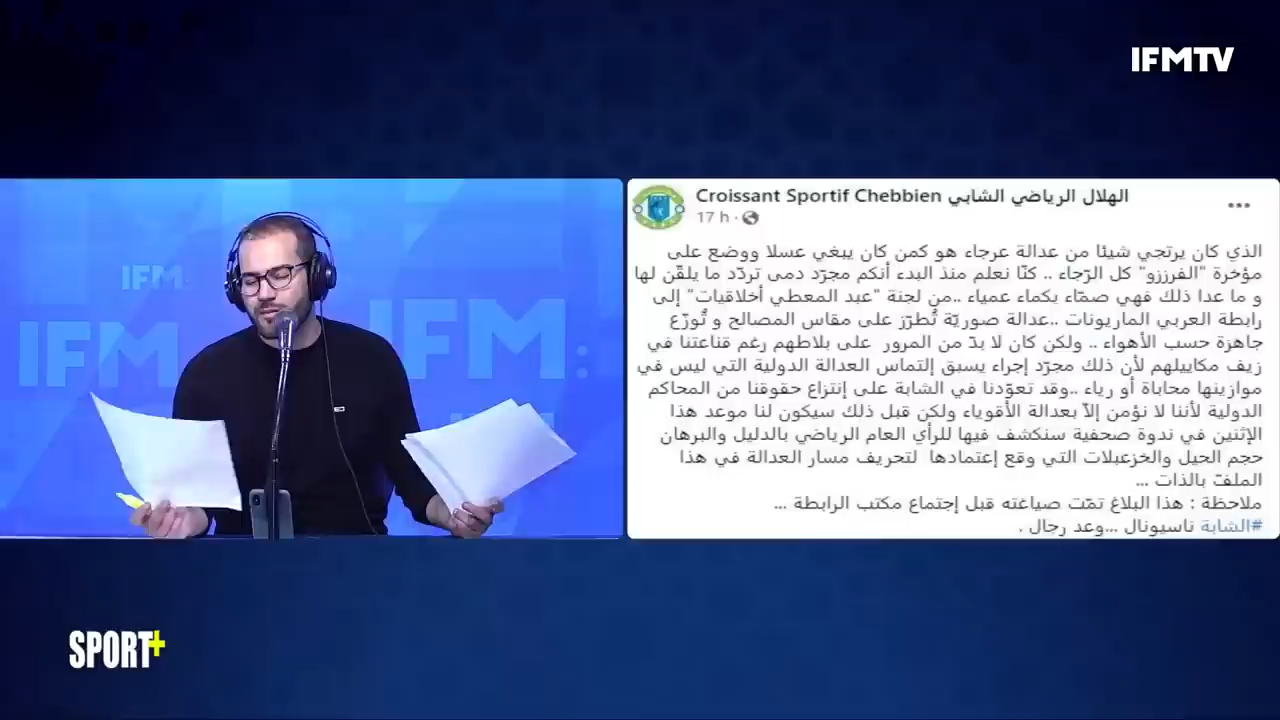 IFMTV
IFM
IFM
IFM:
Croissant Sportif Chebbien الهلال الرياضي الشابي
17 h ·
الذي كان يرتجي شيئا من عدالة عرجاء هو كمن كان يبغي عسلا ووضع على
مؤخرة "الفرززو" كل الرّجاء .. كنّا نعلم منذ البدء أنكم مجرّد دمى تردّد ما يلقّن لها
و ما عدا ذلك فهي صمّاء بكماء عمياء ..من لجنة "عبد المعطي أخلاقيات" إلى
رابطة العربي الماريونات ..عدالة صوريّة تُطرّز على مقاس المصالح و تُوزّع
جاهزة حسب الأهواء .. ولكن كان لا بدّ من المرور على بلاطهم رغم قناعتنا في
زيف مكاييلهم لأن ذلك مجرّد إجراء يسبق إلتماس العدالة الدولية التي ليس في
موازينها محاباة أو رياء ..وقد تعوّدنا في الشابة على إنتزاع حقوقنا من المحاكم
الدولية لأننا لا نؤمن إلاّ بعدالة الأقوياء ولكن قبل ذلك سيكون لنا موعد هذا
الإثنين في ندوة صحفية سنكشف فيها للرأي العام الرياضي بالدليل والبرهان
حجم الحيل والخزعبلات التي وقع إعتمادها لتحريف مسار العدالة في هذا
الملفّ بالذات ...
ملاحظة : هذا البلاغ تمّت صياغته قبل إجتماع مكتب الرابطة ...
#الشابة ناسيونال ...وعد رجال .
SPORT+